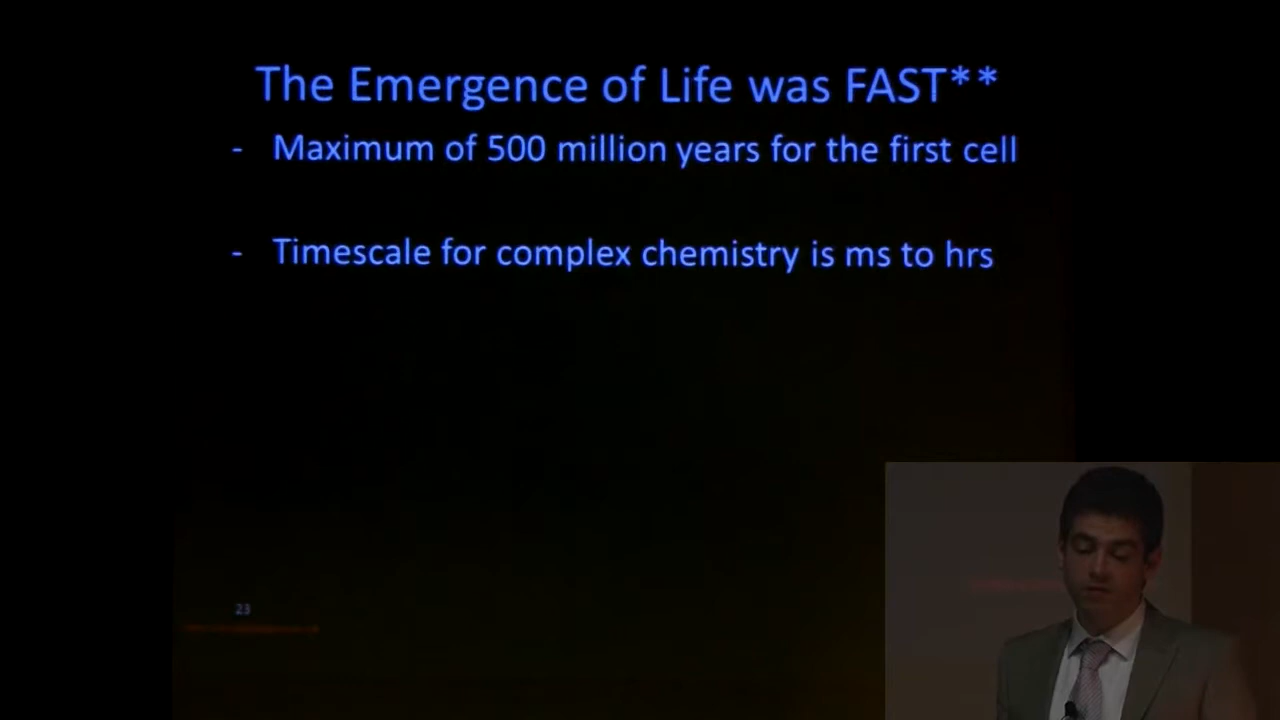 The Emergence of Life was FAST**
- Maximum of 500 million years for the first cell
- Timescale for complex chemistry is ms to hrs
23